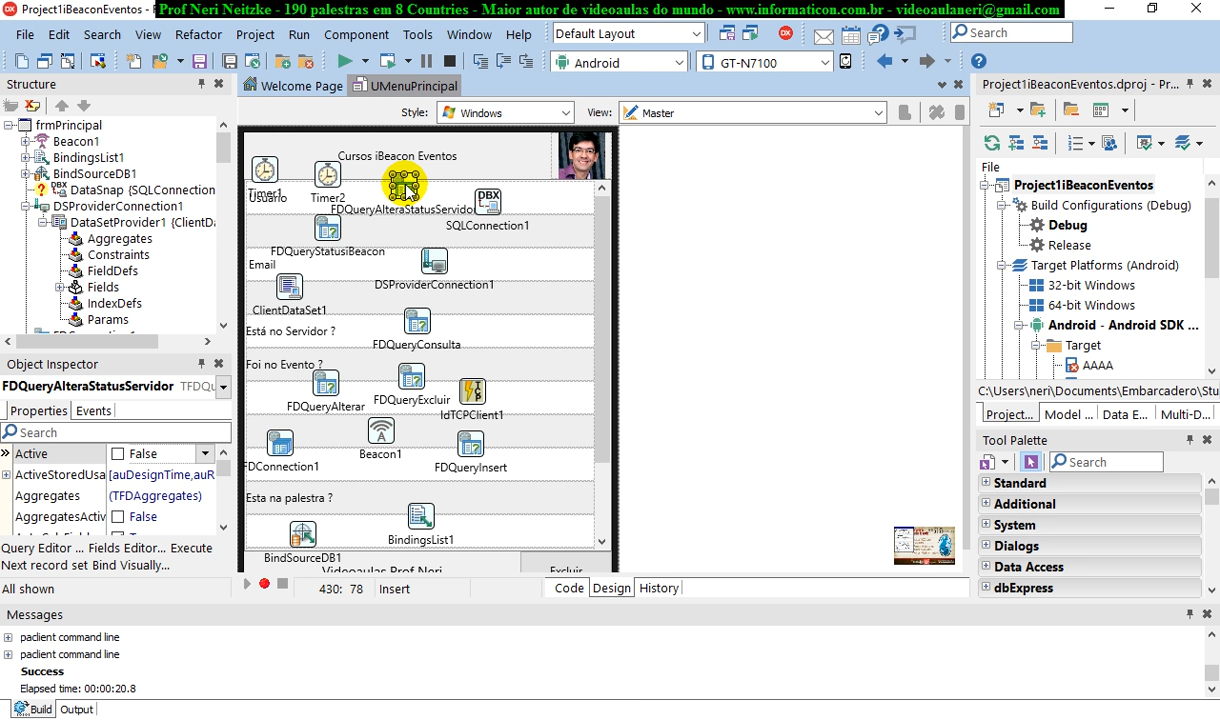 Project1iBeaconEventos -
Prof Neri Neitzke - 190 palestras em 8 Countries - Maior autor de videoaulas do mundo - www.informaticon.com.br - videoaulaneri@gmail.com
File Edit Search View Refactor Project Run Component Tools Window Help
Default Layout
Search
Android
GT-N7100
Structure
Welcome Page
UMenuPrincipal
Project1iBeaconEventos.dproj - Pr...
Style: Windows View: Master
frmPrincipal
Beacon1
BindingsList1
BindSourceDB1
DataSnap {SQLConnection
DSProviderConnection1
DataSetProvider1 {ClientDa
Aggregates
Constraints
FieldDefs
Fields
IndexDefs
Params
Cursos iBeacon Eventos
Timer1
Usuario
Timer2
FDQueryAlteraStatusServidor
DBX
SQLConnection1
FDQueryStatusiBeacon
Email
DSProviderConnection1
ClientDataSet1
Está no Servidor ?
FDQueryConsulta
Foi no Evento ?
FDQueryAlterar
FDQueryExcluir
IdTCPClient1
FDConnection1
Beacon1
FDQueryInsert
Esta na palestra ?
BindingsList1
BindSourceDB1
Videoaulas Prof Neri
Excluir
File
Project1iBeaconEventos
Build Configurations (Debug)
Debug
Release
Target Platforms (Android)
32-bit Windows
64-bit Windows
Android - Android SDK ...
Target
AAAA
C:\Users\neri\Documents\Embarcadero\Stu
Project... Model ... Data E... Multi-D...
Object Inspector
FDQueryAlteraStatusServidor TFDQu
Properties Events
Search
Active False
ActiveStoredUsa [auDesignTime,auR
Aggregates (TFDAggregates)
AggregatesActiv False
Query Editor ... Fields Editor... Execute
Next record set Bind Visually...
All shown
430: 78 Insert
Code Design History
Tool Palette
Search
Standard
Additional
System
Dialogs
Data Access
dbExpress
Messages
paclient command line
paclient command line
Success
Elapsed time: 00:00:20.8
Build Output